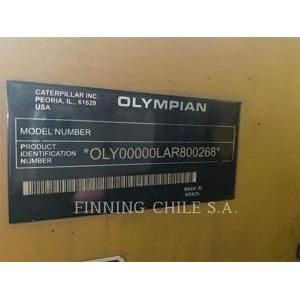 CATERPILLAR INC.
PEORIA, IL, 61629
USA
OLYMPIAN
MODEL NUMBER
PRODUCT
IDENTIFICATION
NUMBER
*OLY00000LAR800268*
MADE IN
BRAZIL
FINNING CHILE S.A.